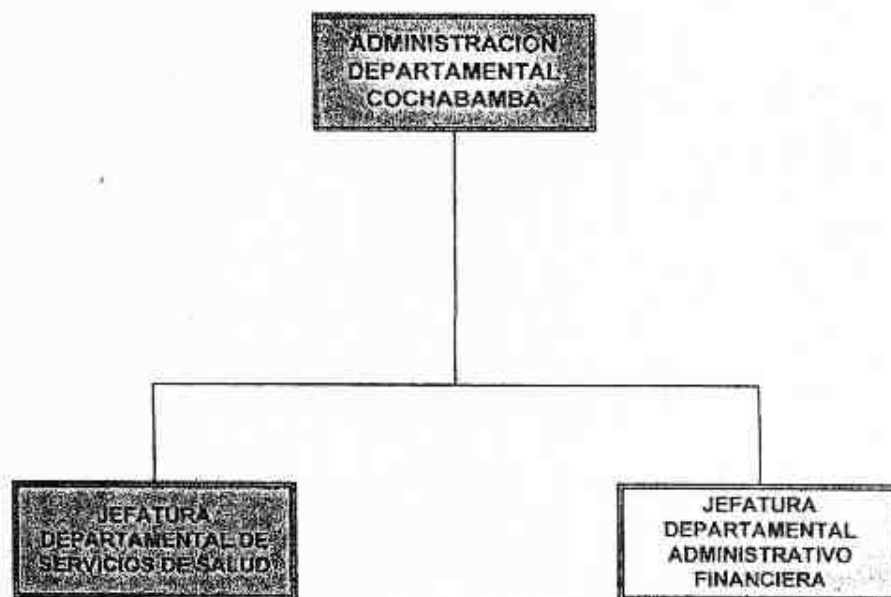 ADMINISTRACION
DEPARTAMENTAL
COCHABAMBA
JEFATURA
DEPARTAMENTAL DE
SERVICIOS DE SALUD
JEFATURA
DEPARTAMENTAL
ADMINISTRATIVO
FINANCIERA